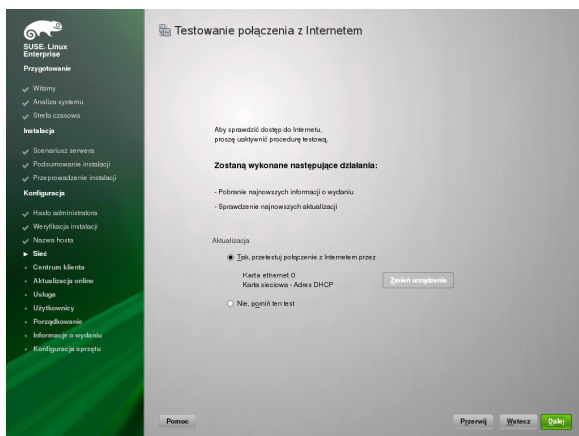 SUSE. Linux
Enterprise
Przygotowanie
Witamy
Analiza systemu
Strefa czasowa
Instalacja
Scenariusz serwera
Podsumowanie instalacji
Przeprowadzenie instalacji
Konfiguracja
Hasło administratora
Weryfikacja instalacji
Nazwa hosta
Sieć
Centrum klienta
Aktualizacja online
Usługa
Użytkownicy
Porządkowanie
Informacje o wydaniu
Konfiguracja sprzętu
Testowanie połączenia z Internetem
Aby sprawdzić dostęp do Internetu,
proszę uaktywnić procedurę testową.
Zostaną wykonane następujące działania:
- Pobranie najnowszych informacji o wydaniu
- Sprawdzenie najnowszych aktualizacji
Aktualizacja
Tak, przetestuj połączenie z Internetem przez
Karta ethernet 0
Karta sieciowa - Adres DHCP
Zmień urządzenie
Nie, pomiń ten test
Pomoc
Przerwij
Wstecz
Dalej